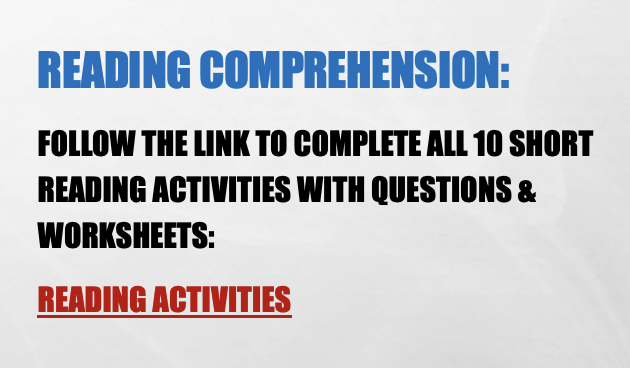 READING COMPREHENSION:
FOLLOW THE LINK TO COMPLETE ALL 10 SHORT
READING ACTIVITIES WITH QUESTIONS &
WORKSHEETS:
READING ACTIVITIES